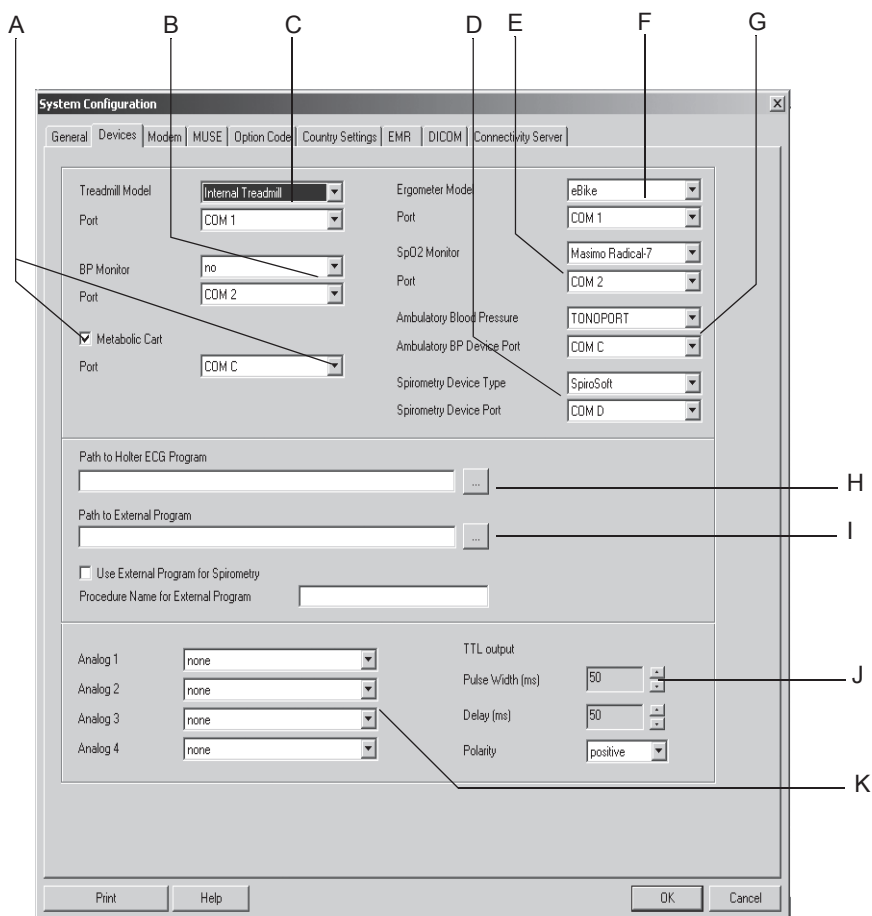 A B C D E F G
System Configuration
General Devices Modem MUSE Option Code Country Settings EMR DICOM Connectivity Server
Treadmill Model Internal Treadmill
Port COM 1
BP Monitor no
Port COM 2
Metabolic Cart
Port COM C
Ergometer Model eBike
Port COM 1
SpO2 Monitor Masimo Radical-7
Port COM 2
Ambulatory Blood Pressure TONOPORT
Ambulatory BP Device Port COM C
Spirometry Device Type SpiroSoft
Spirometry Device Port COM D
Path to Holter ECG Program
... H
Path to External Program
... I
Use External Program for Spirometry
Procedure Name for External Program
Analog 1 none
Analog 2 none
Analog 3 none
Analog 4 none
TTL output
Pulse Width (ms) 50 J
Delay (ms) 50
Polarity positive
K
Print Help OK Cancel